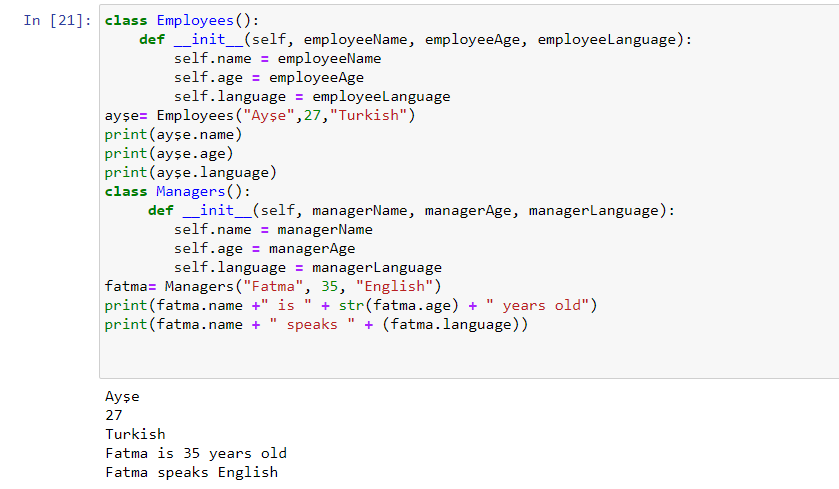 In [21]: class Employees():
    def __init__(self, employeeName, employeeAge, employeeLanguage):
        self.name = employeeName
        self.age = employeeAge
        self.language = employeeLanguage
ayşe= Employees("Ayşe",27,"Turkish")
print(ayşe.name)
print(ayşe.age)
print(ayşe.language)
class Managers():
     def __init__(self, managerName, managerAge, managerLanguage):
        self.name = managerName
        self.age = managerAge
        self.language = managerLanguage
fatma= Managers("Fatma", 35, "English")
print(fatma.name +" is " + str(fatma.age) + " years old")
print(fatma.name + " speaks " + (fatma.language))
Ayşe
27
Turkish
Fatma is 35 years old
Fatma speaks English